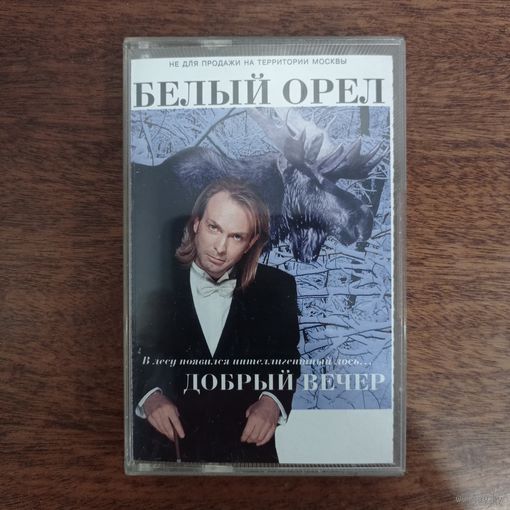 НЕ ДЛЯ ПРОДАЖИ НА ТЕРРИТОРИИ МОСКВЫ
БЕЛЫЙ ОРЕЛ
В лесу появился интеллигентный лось...
ДОБРЫЙ ВЕЧЕР